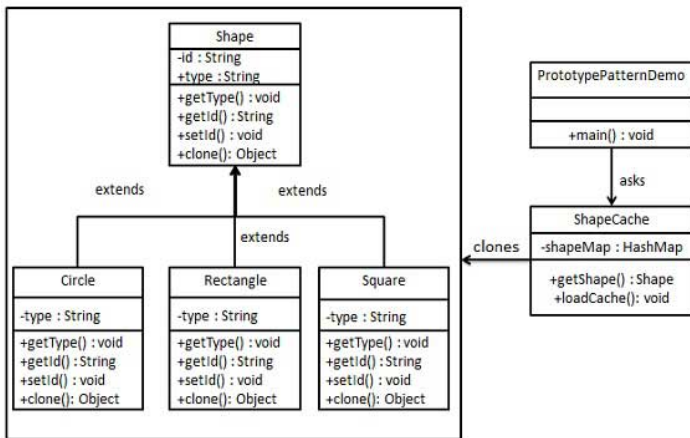 Shape
-id : String
+type : String
+getType() : void
+getId() : String
+setId() : void
+clone(): Object
PrototypePatternDemo
+main() : void
asks
extends
extends
extends
clones
ShapeCache
-shapeMap : HashMap
+getShape() : Shape
+loadCache(): void
Circle
-type : String
+getType() : void
+getId() : String
+setId() : void
+clone(): Object
Rectangle
-type : String
+getType() : void
+getId() : String
+setId() : void
+clone(): Object
Square
-type : String
+getType() : void
+getId() : String
+setId() : void
+clone(): Object